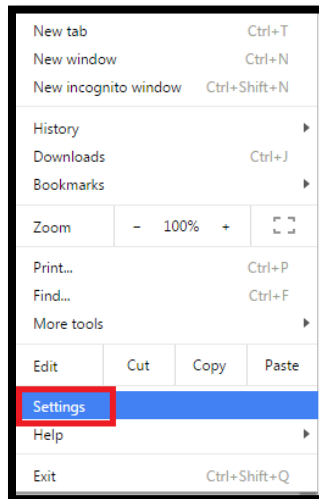 New tab Ctrl+T
New window Ctrl+N
New incognito window Ctrl+Shift+N
History
Downloads Ctrl+J
Bookmarks
Zoom - 100% +
Print... Ctrl+P
Find... Ctrl+F
More tools
Edit Cut Copy Paste
Settings
Help
Exit Ctrl+Shift+Q